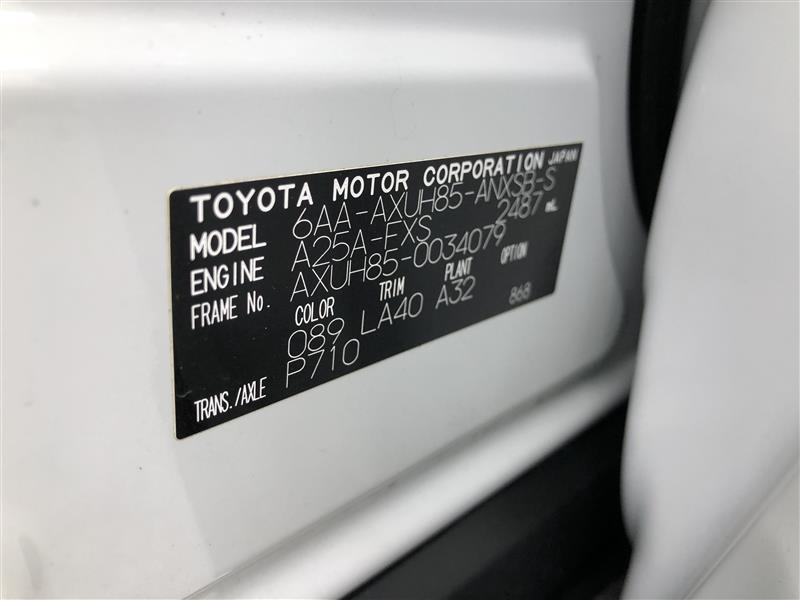 TOYOTA MOTOR CORPORATION JAPAN
MODEL 6AA-AXUH85-ANXSB-S
ENGINE A25A-FXS 2487 mL
FRAME No. AXUH85-0034079
COLOR TRIM PLANT OPTION
089 LA40 A32 868
TRANS./AXLE P710